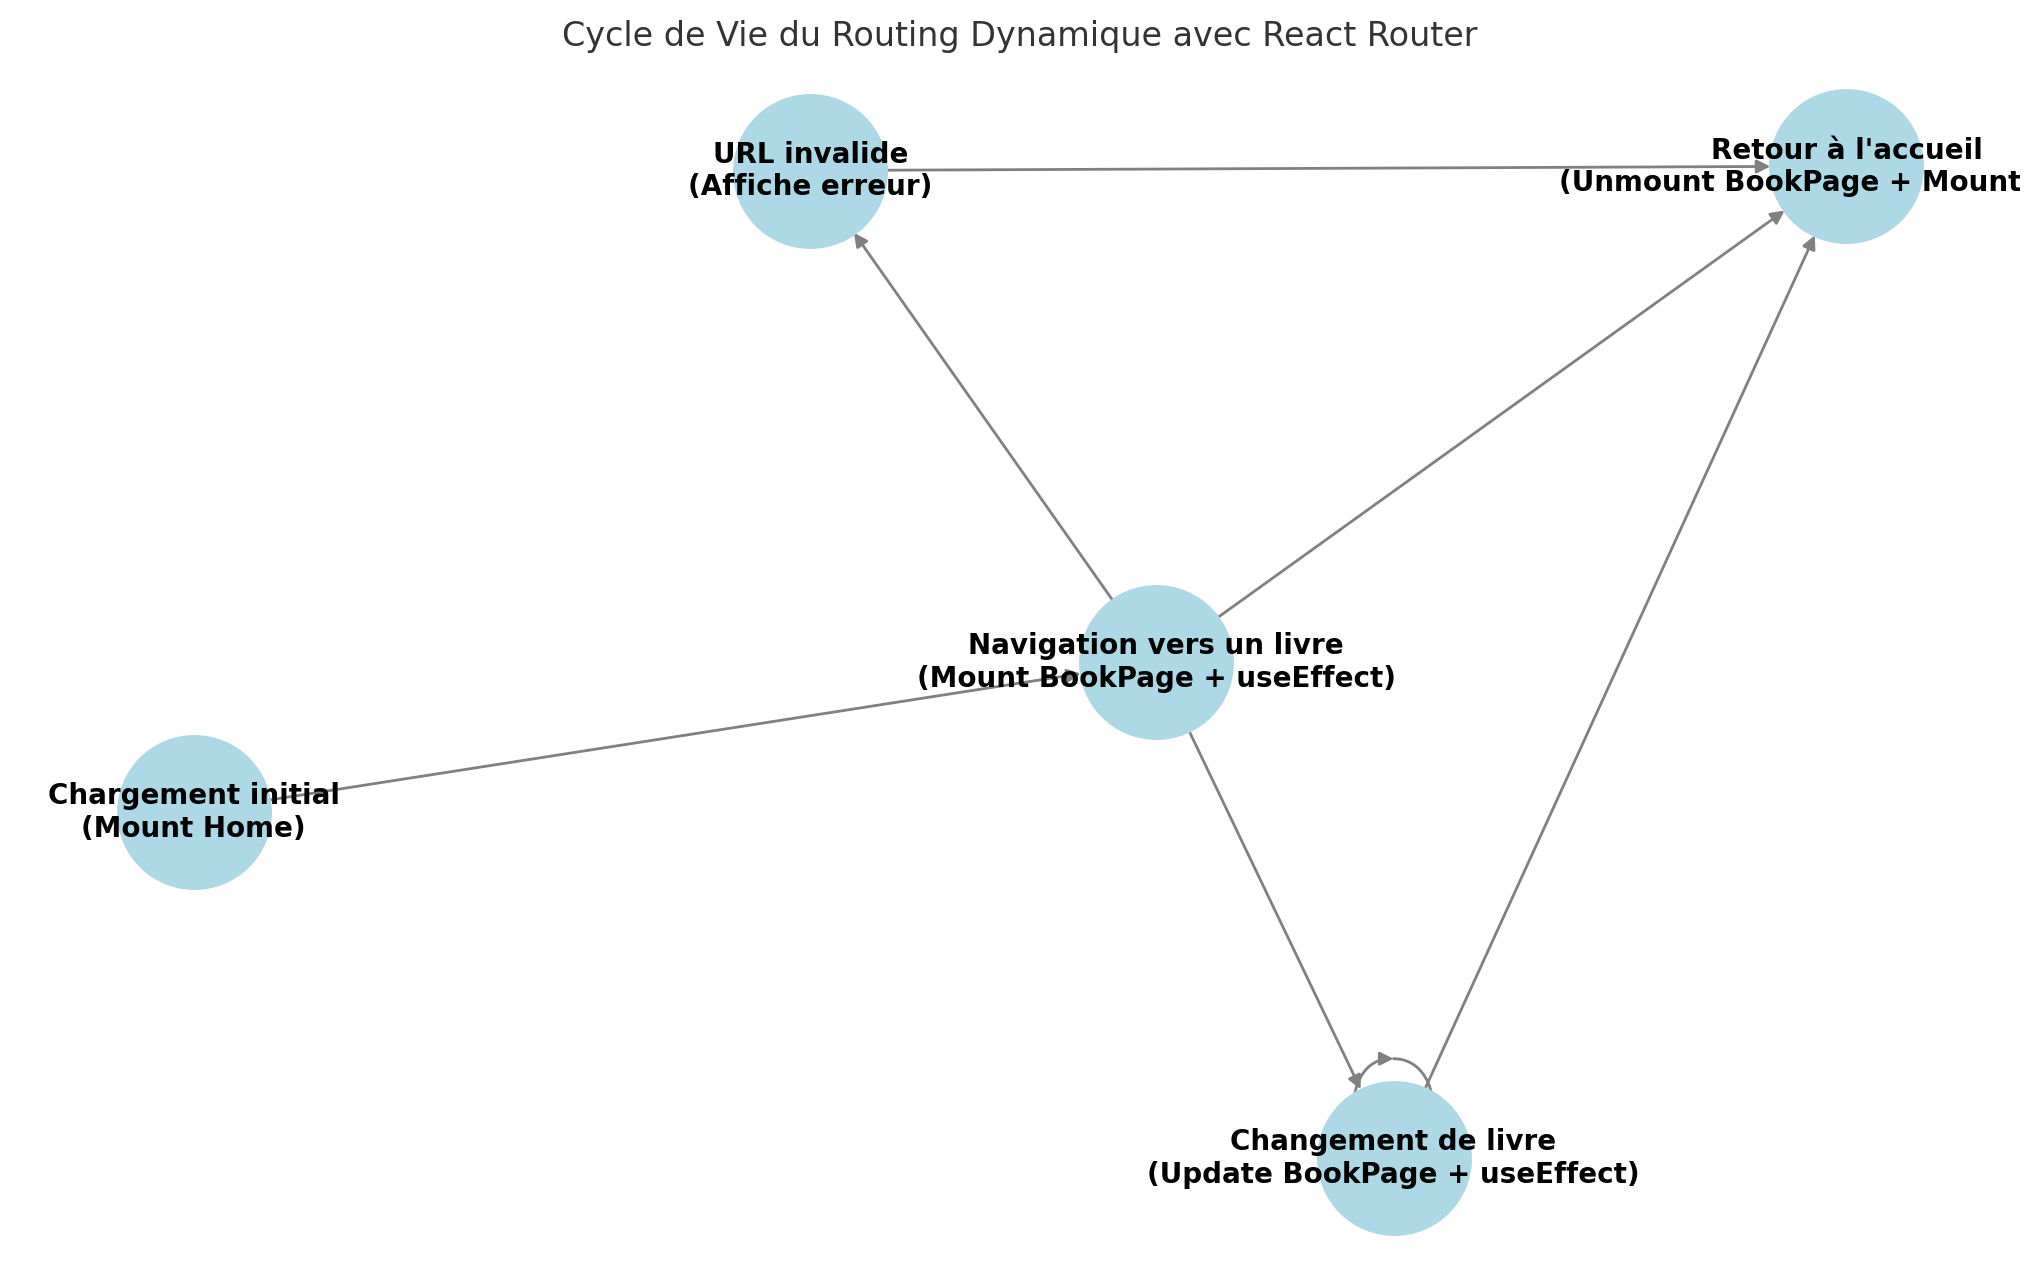 Cycle de Vie du Routing Dynamique avec React Router
URL invalide
(Affiche erreur)
Retour à l'accueil
(Unmount BookPage + Mount
Navigation vers un livre
(Mount BookPage + useEffect)
Chargement initial
(Mount Home)
Changement de livre
(Update BookPage + useEffect)